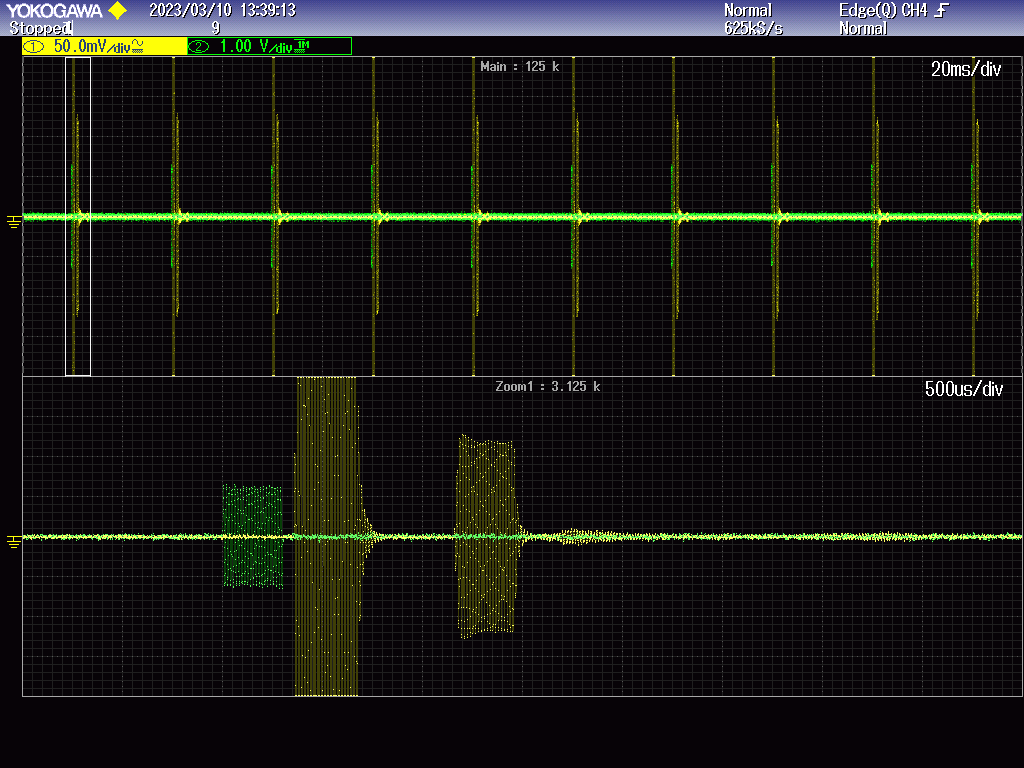 YOKOGAWA 2023/03/10 13:39:13 Normal Edge(Q) CH4
Stopped 9 625kS/s Normal
1 50.0mV/div 2 1.00 V/div 1M
Main : 125 k 20ms/div
Zoom1 : 3.125 k 500us/div